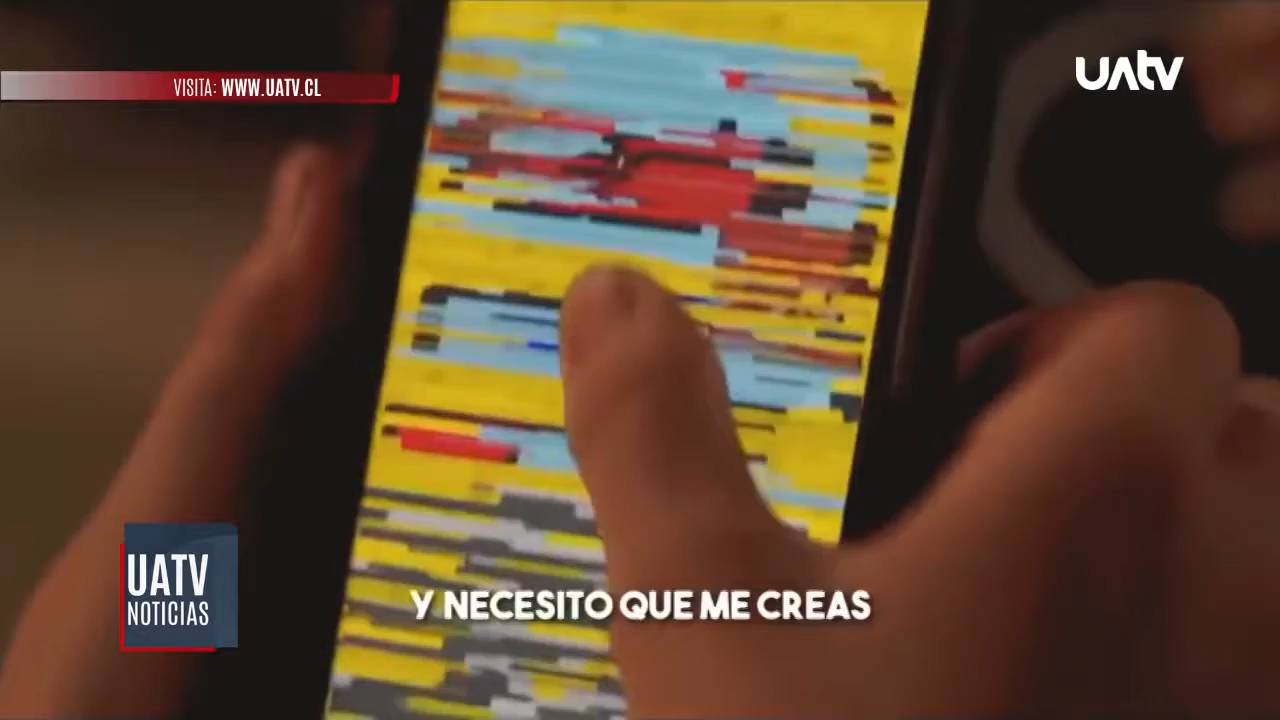 VISITA: WWW.UATV.CL
UATV
UATV
NOTICIAS
Y NECESITO QUE ME CREAS